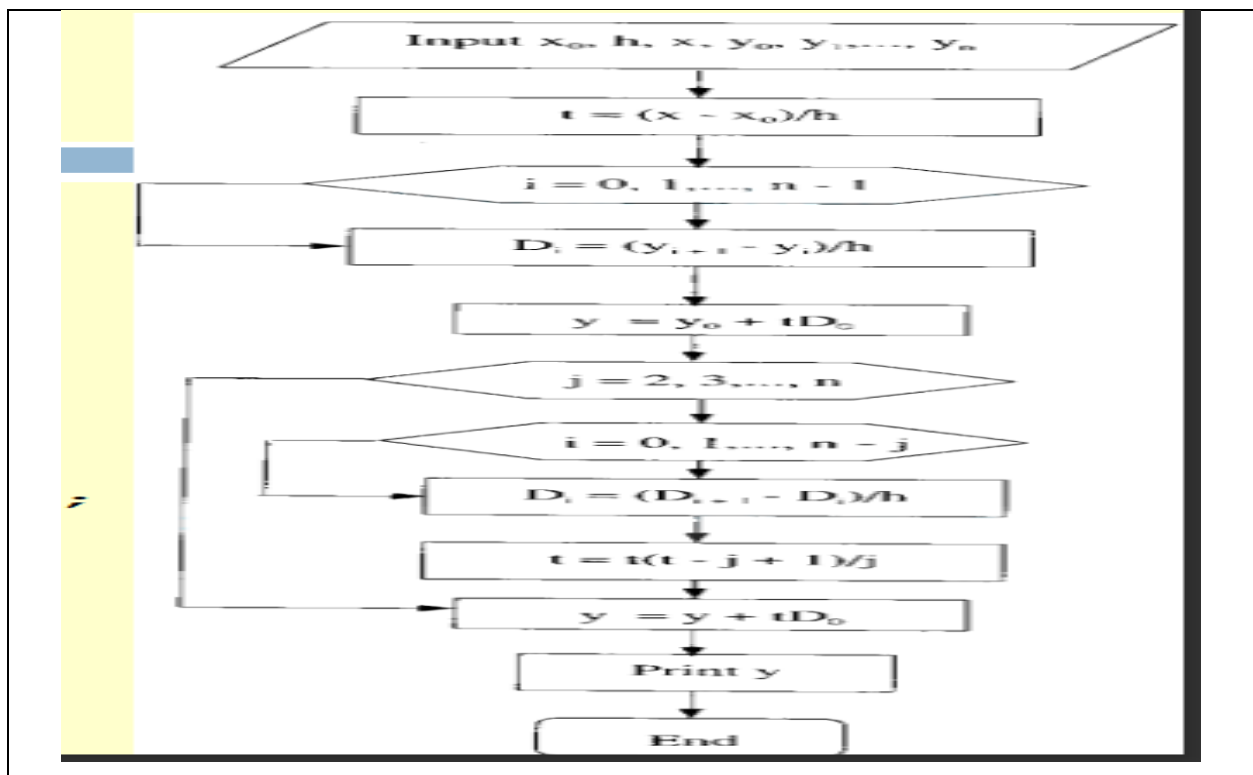 Input x₀, h, x, y₀, y₁,..., yₙ
t = (x - x₀)/h
i = 0, 1,..., n - 1
Dᵢ = (yᵢ₊₁ - yᵢ)/h
y = y₀ + tD₀
j = 2, 3,..., n
i = 0, 1,..., n - j
;
Dᵢ = (Dᵢ₊₁ - Dᵢ)/h
t = t(t - j + 1)/j
y = y + tD₀
Print y
End